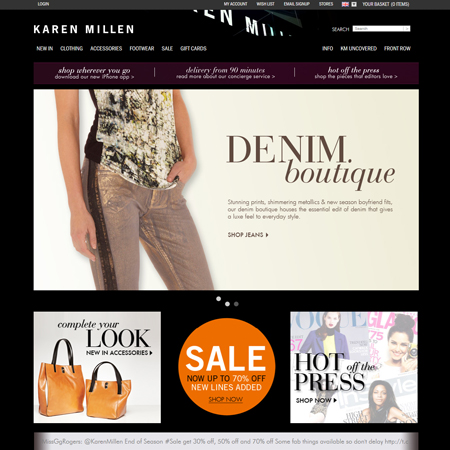 LOGIN
MY ACCOUNT WISH LIST EMAIL SIGNUP YOUR BASKET (0 ITEMS)
EN MILL
KAREN MILLEN
SEARCH
NEW IN CLOTHING ACCESSORIES FOOTWEAR SALE GIFT CARDS INFO KM UNCOVERED FRONT ROW
shop wherever you go
download our new iPhone app >
delivery from 90 minutes
read more about our concierge service >
hot off the press
shop the pieces that editors love >
DENIM.
boutique
Stunning prints, shimmering metallics & new season boyfriend fits,
our denim boutique houses the essential edit of denim that gives
a luxe feel to everyday style.
SHOP JEANS
complete your
LOOK
NEW IN ACCESSORIES
SALE
NOW UP TO 70% OFF
NEW LINES ADDED
SHOP NOW
VOGUE
GLA
HOT off the
PRESS
SHOP NOW
InStyle
MissGgRogers: @KarenMillen End of Season #Sale get 30% off, 50% off and 70% off Some fab things available so don't delay http://t.